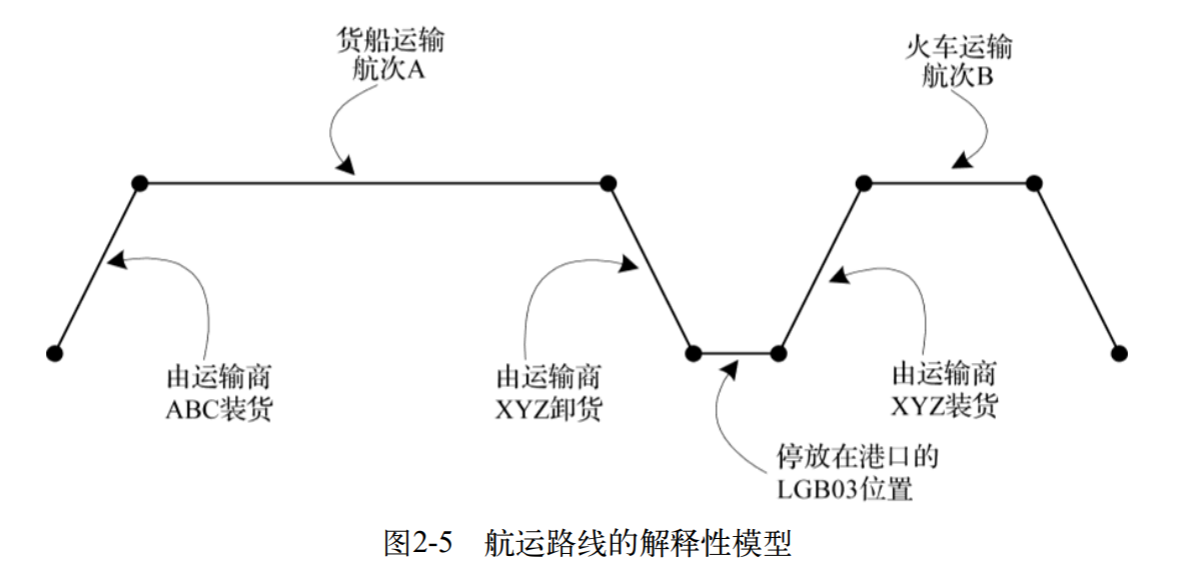 货船运输
航次A
火车运输
航次B
由运输商
ABC装货
由运输商
XYZ卸货
由运输商
XYZ装货
停放在港口的
LGB03位置
图2-5 航运路线的解释性模型